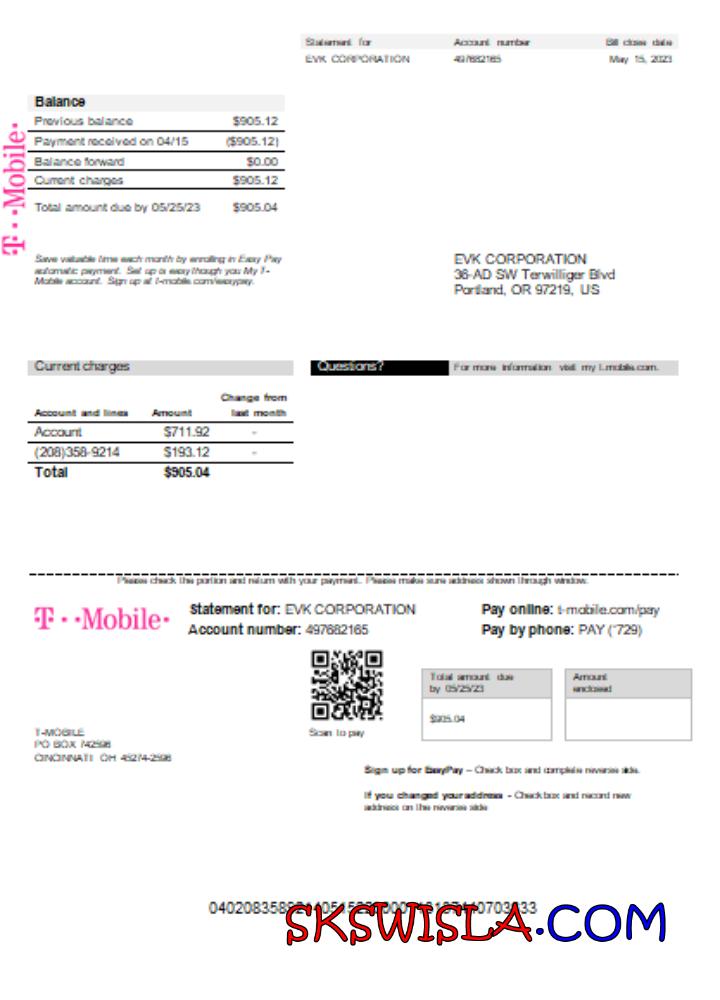 Statement for Account number Bill close date
EVK CORPORATION 497682165 May 15, 2023
Balance
Previous balance $905.12
Payment received on 04/15 ($905.12)
Balance forward $0.00
Current charges $905.12
Total amount due by 05/25/23 $905.04
T··Mobile·
Save valuable time each month by enrolling in Easy Pay
automatic payment. Set up is easy though you My T-
Mobile account. Sign up at t-mobile.com/easypay.
EVK CORPORATION
36-AD SW Terwilliger Blvd
Portland, OR 97219, US
Current charges
Questions? For more information visit my t.mobile.com.
Change from
Account and lines Amount last month
Account $711.92 -
(208)358-9214 $193.12 -
Total $905.04
Please check the portion and return with your payment. Please make sure address shown through window.
T··Mobile·
Statement for: EVK CORPORATION
Account number: 497682165
Pay online: t-mobile.com/pay
Pay by phone: PAY (*729)
Scan to pay
Total amount due
by 05/25/23
$905.04
Amount
enclosed
T-MOBILE
PO BOX 742596
CINCINNATI OH 45274-2596
Sign up for EasyPay – Check box and complete reverse side.
If you changed your address - Check box and record new
address on the reverse side
SKSWISLA.COM